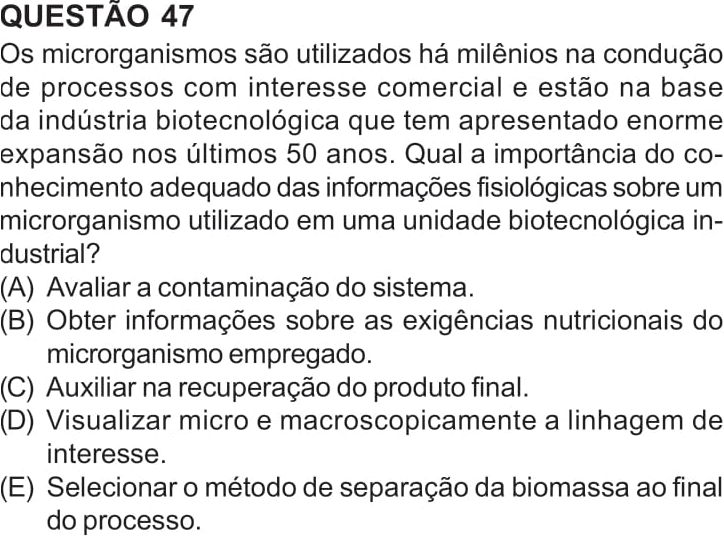 QUESTÃO 47
Os microrganismos são utilizados há milênios na condução
de processos com interesse comercial e estão na base
da indústria biotecnológica que tem apresentado enorme
expansão nos últimos 50 anos. Qual a importância do co-
nhecimento adequado das informações fisiológicas sobre um
microrganismo utilizado em uma unidade biotecnológica in-
dustrial?
(A) Avaliar a contaminação do sistema.
(B) Obter informações sobre as exigências nutricionais do
microrganismo empregado.
(C) Auxiliar na recuperação do produto final.
(D) Visualizar micro e macroscopicamente a linhagem de
interesse.
(E) Selecionar o método de separação da biomassa ao final
do processo.